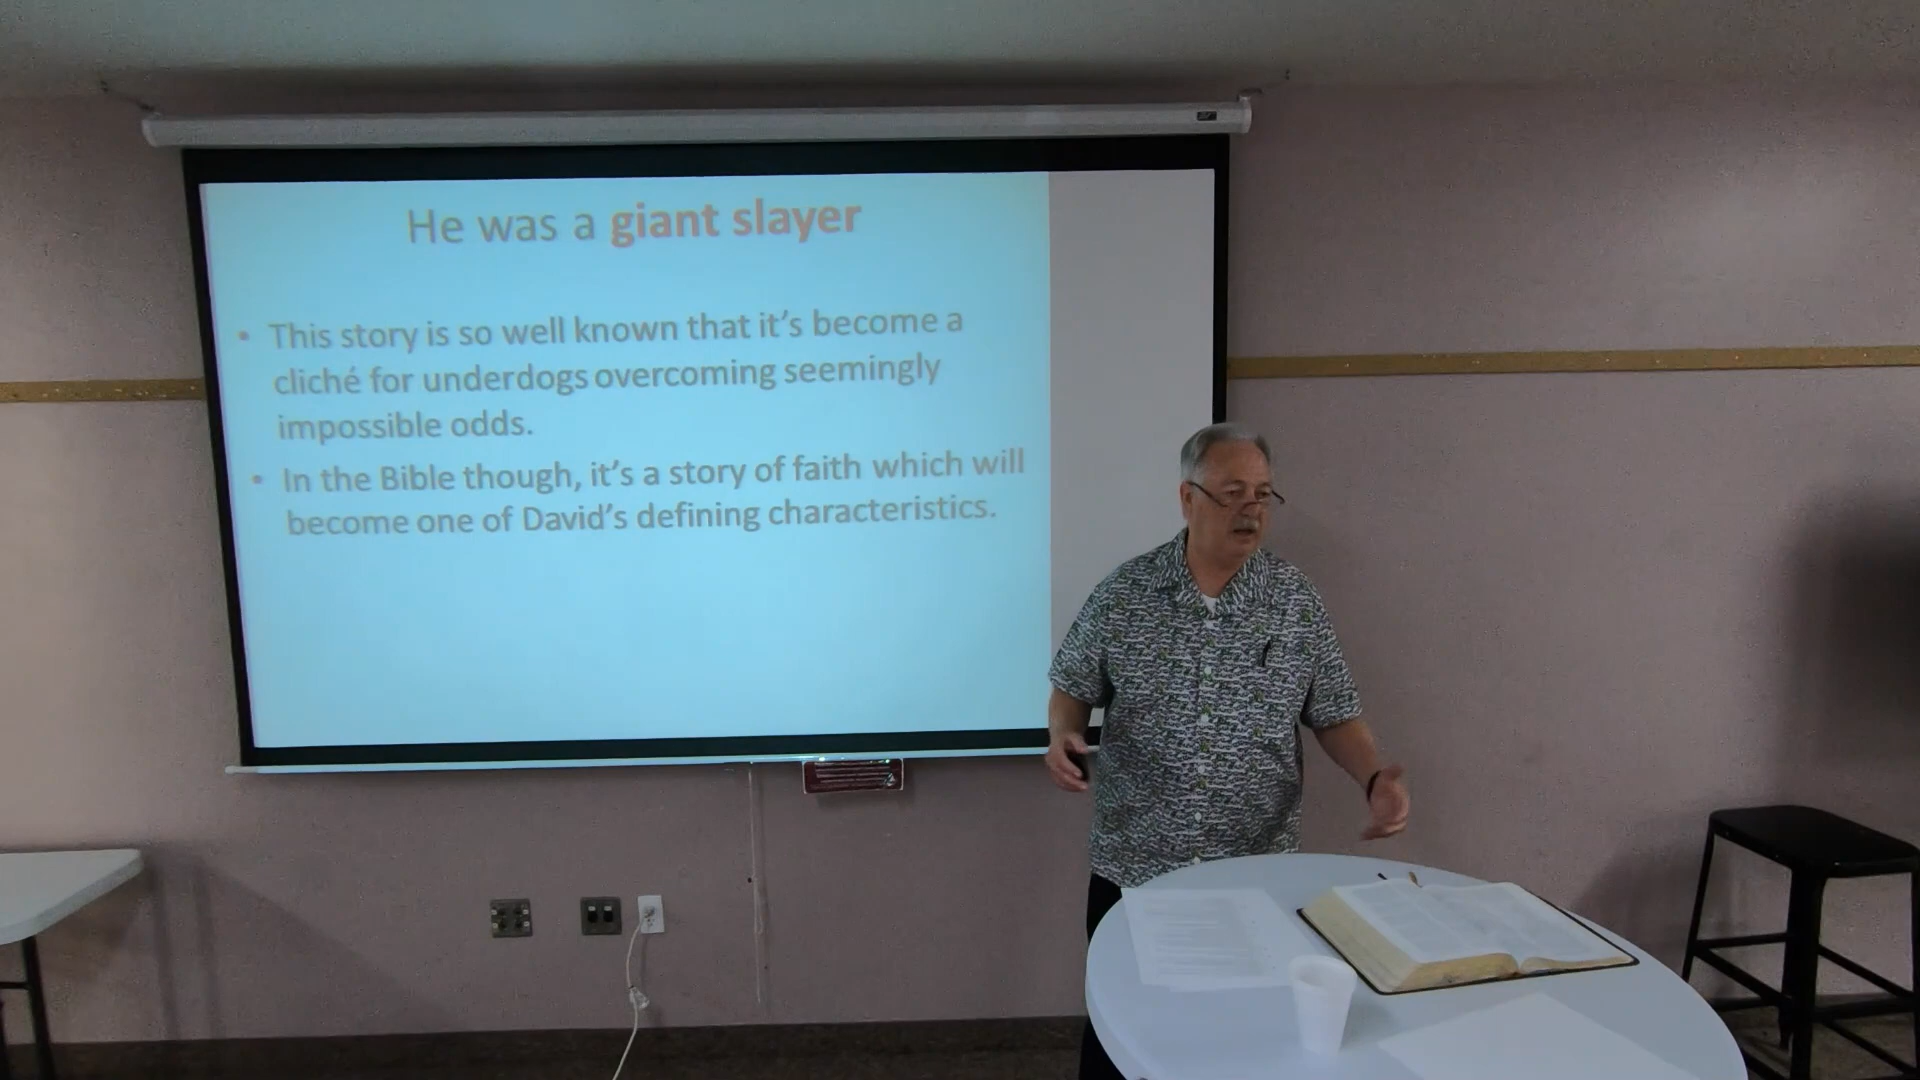 He was a giant slayer
• This story is so well known that it's become a
cliché for underdogs overcoming seemingly
impossible odds.
• In the Bible though, it's a story of faith which will
become one of David's defining characteristics.